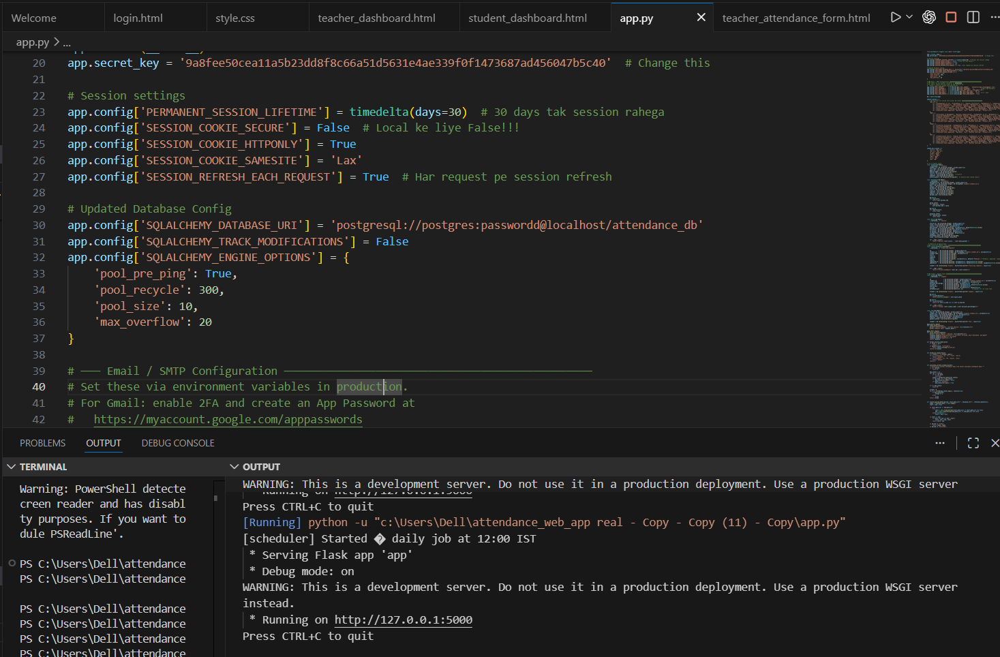 Welcome
login.html
style.css
teacher_dashboard.html
student_dashboard.html
app.py
teacher_attendance_form.html
app.py > ...
20 app.secret_key = '9a8fee50cea11a5b23dd8f8c66a51d5631e4ae339f0f1473687ad456047b5c40'  # Change this
21
22 # Session settings
23 app.config['PERMANENT_SESSION_LIFETIME'] = timedelta(days=30)  # 30 days tak session rahega
24 app.config['SESSION_COOKIE_SECURE'] = False  # Local ke liye False!!!
25 app.config['SESSION_COOKIE_HTTPONLY'] = True
26 app.config['SESSION_COOKIE_SAMESITE'] = 'Lax'
27 app.config['SESSION_REFRESH_EACH_REQUEST'] = True  # Har request pe session refresh
28
29 # Updated Database Config
30 app.config['SQLALCHEMY_DATABASE_URI'] = 'postgresql://postgres:passwordd@localhost/attendance_db'
31 app.config['SQLALCHEMY_TRACK_MODIFICATIONS'] = False
32 app.config['SQLALCHEMY_ENGINE_OPTIONS'] = {
33     'pool_pre_ping': True,
34     'pool_recycle': 300,
35     'pool_size': 10,
36     'max_overflow': 20
37 }
38
39 # ─── Email / SMTP Configuration ───────────────────────────────────────────────
40 # Set these via environment variables in production.
41 # For Gmail: enable 2FA and create an App Password at
42 #   https://myaccount.google.com/apppasswords
PROBLEMS
OUTPUT
DEBUG CONSOLE
TERMINAL
Warning: PowerShell detecte
creen reader and has disabl
ty purposes. If you want to
dule PSReadLine'.
PS C:\Users\Dell\attendance
PS C:\Users\Dell\attendance
PS C:\Users\Dell\attendance
PS C:\Users\Dell\attendance
PS C:\Users\Dell\attendance
PS C:\Users\Dell\attendance
OUTPUT
WARNING: This is a development server. Do not use it in a production deployment. Use a production WSGI server
* Running on http://127.0.0.1:5000
Press CTRL+C to quit
[Running] python -u "c:\Users\Dell\attendance_web_app real - Copy - Copy (11) - Copy\app.py"
[scheduler] Started � daily job at 12:00 IST
* Serving Flask app 'app'
* Debug mode: on
WARNING: This is a development server. Do not use it in a production deployment. Use a production WSGI server
instead.
* Running on http://127.0.0.1:5000
Press CTRL+C to quit